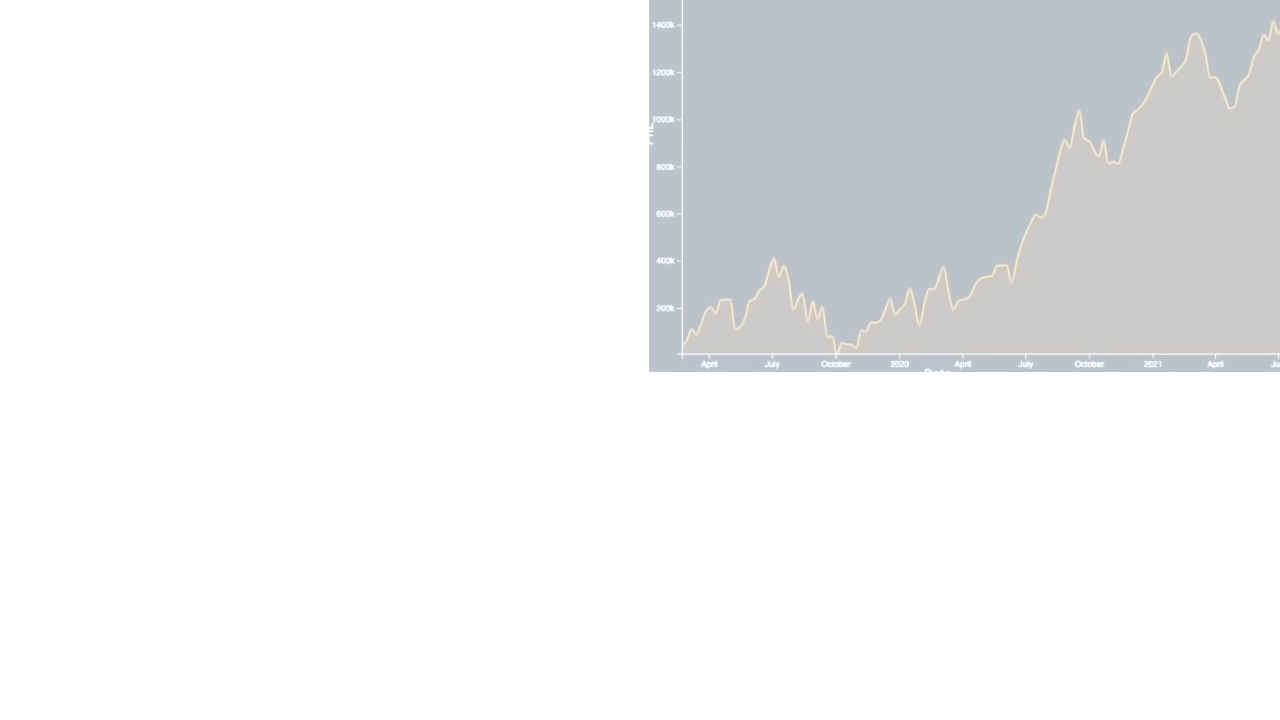 1400k
1200k
1000k
800k
600k
400k
200k
April July October 2020 April July October 2021 April